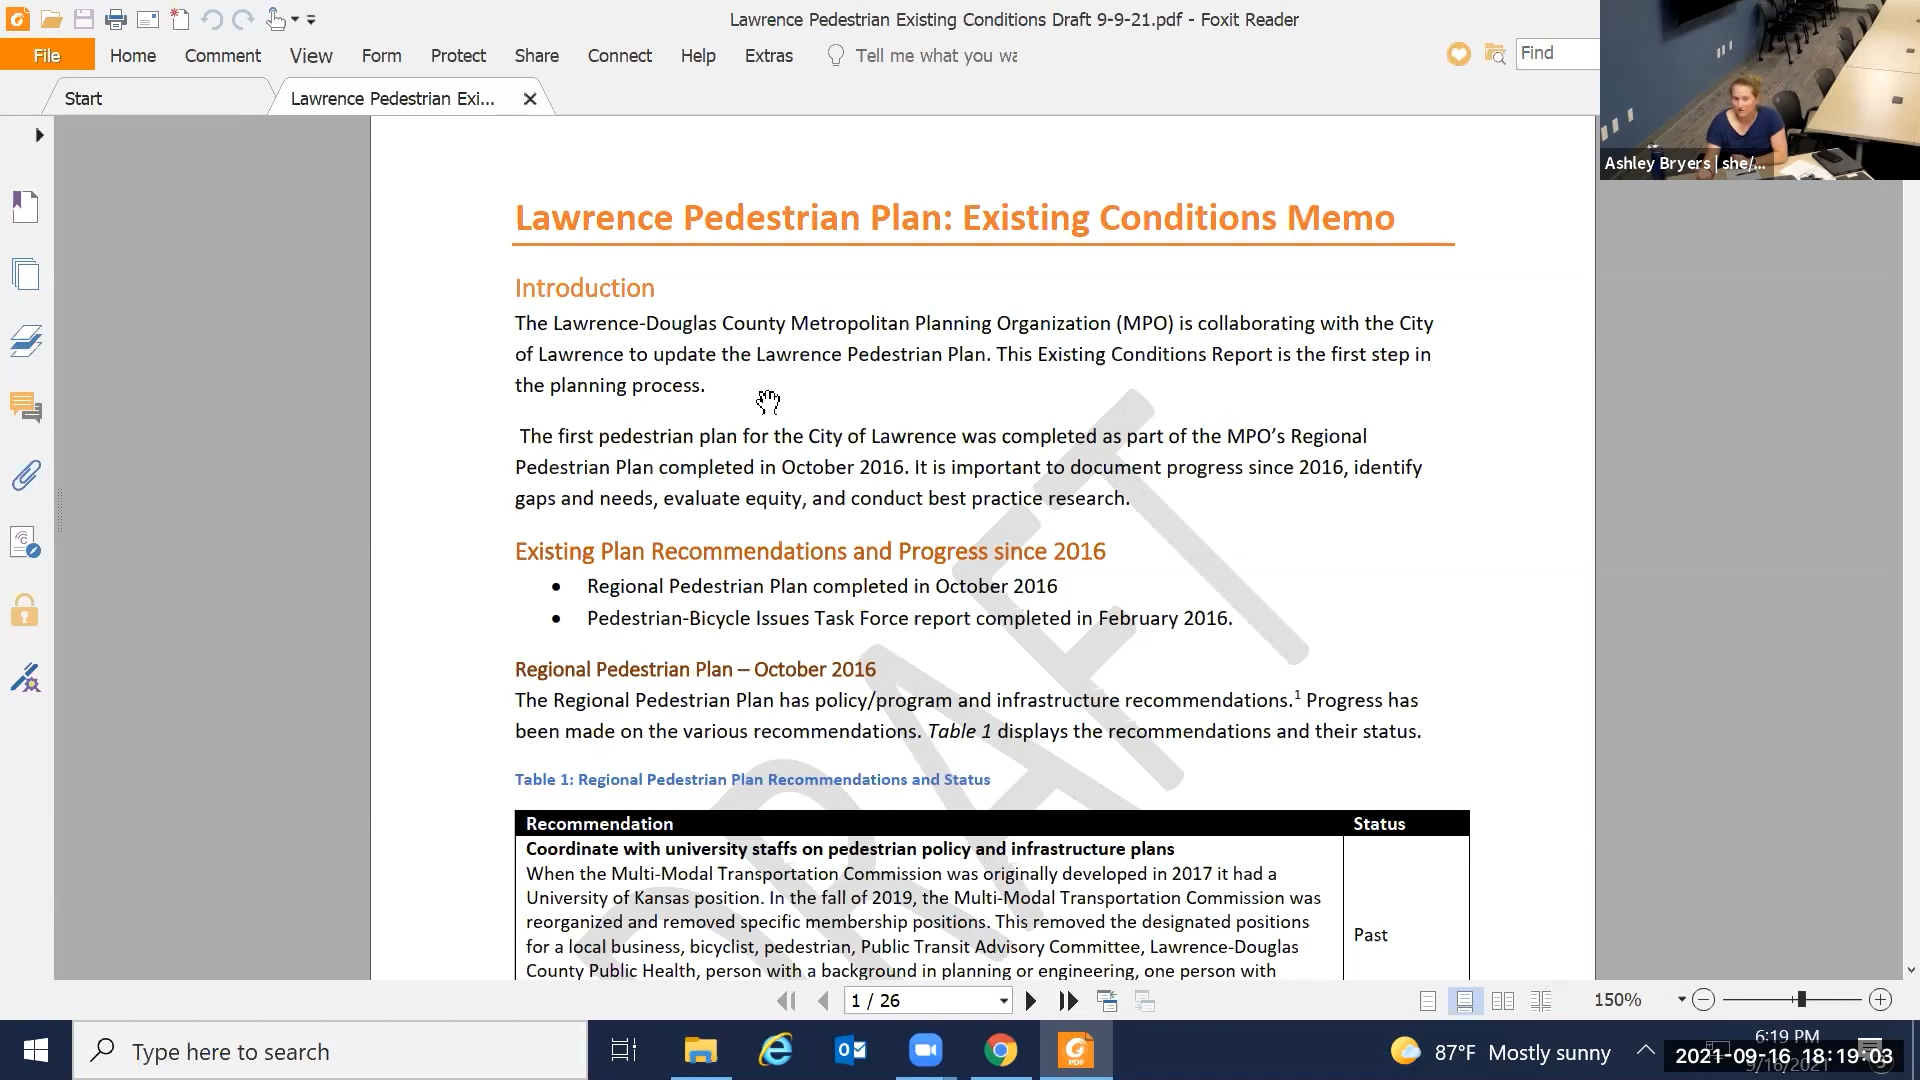 Lawrence Pedestrian Existing Conditions Draft 9-9-21.pdf - Foxit Reader
File Home Comment View Form Protect Share Connect Help Extras Tell me what you wa Find
Start Lawrence Pedestrian Exi...
Ashley Bryers | she/...
Lawrence Pedestrian Plan: Existing Conditions Memo
Introduction
The Lawrence-Douglas County Metropolitan Planning Organization (MPO) is collaborating with the City
of Lawrence to update the Lawrence Pedestrian Plan. This Existing Conditions Report is the first step in
the planning process.
The first pedestrian plan for the City of Lawrence was completed as part of the MPO's Regional
Pedestrian Plan completed in October 2016. It is important to document progress since 2016, identify
gaps and needs, evaluate equity, and conduct best practice research.
Existing Plan Recommendations and Progress since 2016
• Regional Pedestrian Plan completed in October 2016
• Pedestrian-Bicycle Issues Task Force report completed in February 2016.
Regional Pedestrian Plan – October 2016
The Regional Pedestrian Plan has policy/program and infrastructure recommendations.¹ Progress has
been made on the various recommendations. Table 1 displays the recommendations and their status.
Table 1: Regional Pedestrian Plan Recommendations and Status
Recommendation Status
Coordinate with university staffs on pedestrian policy and infrastructure plans
When the Multi-Modal Transportation Commission was originally developed in 2017 it had a
University of Kansas position. In the fall of 2019, the Multi-Modal Transportation Commission was
reorganized and removed specific membership positions. This removed the designated positions
for a local business, bicyclist, pedestrian, Public Transit Advisory Committee, Lawrence-Douglas
County Public Health, person with a background in planning or engineering, one person with
Past
DRAFT
1 / 26
150%
Type here to search
PDF
87°F Mostly sunny
6:19 PM
9/16/2021
2021-09-16 18:19:03